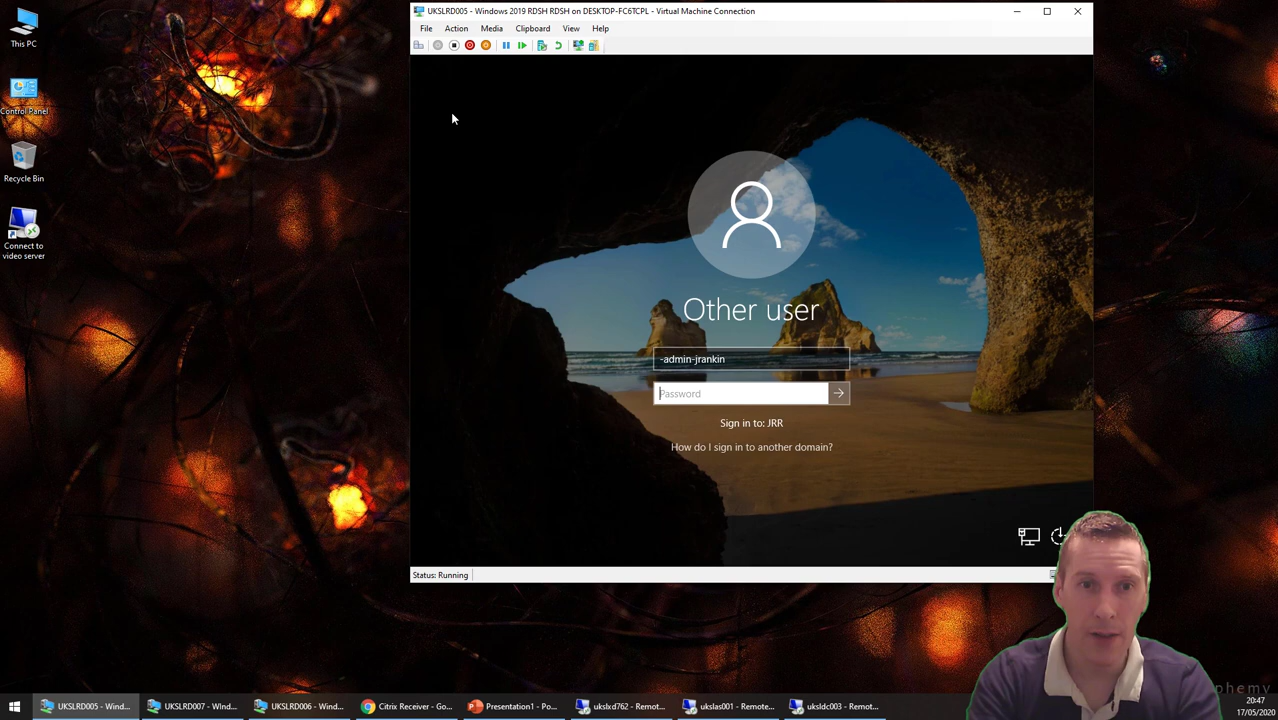 This PC
Control Panel
Recycle Bin
Connect to
video server
UKSLRD005 - Windows 2019 RDSH RDSH on DESKTOP-FC6TCPL - Virtual Machine Connection
File Action Media Clipboard View Help
Other user
-admin-jrankin
Password
Sign in to: JRR
How do I sign in to another domain?
Status: Running
UKSLRD005 - Wind...
UKSLRD007 - WInd...
UKSLRD006 - Wind...
Citrix Receiver - Go...
Presentation1 - Po...
ukslxd762 - Remot...
ukslas001 - Remote...
uksldc003 - Remot...
phemy
20:47
17/05/2020